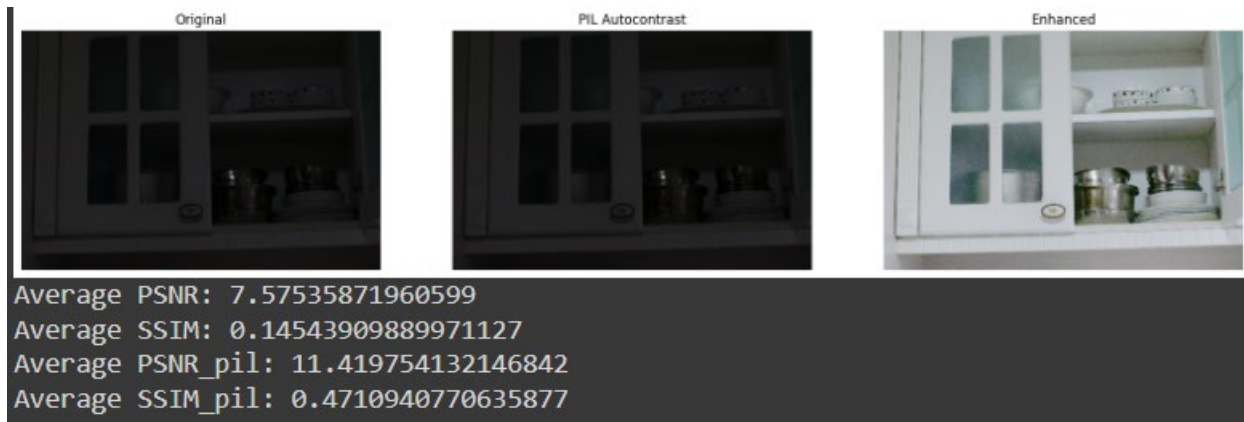 Original PIL Autocontrast Enhanced
Average PSNR: 7.57535871960599
Average SSIM: 0.14543909889971127
Average PSNR_pil: 11.419754132146842
Average SSIM_pil: 0.4710940770635877